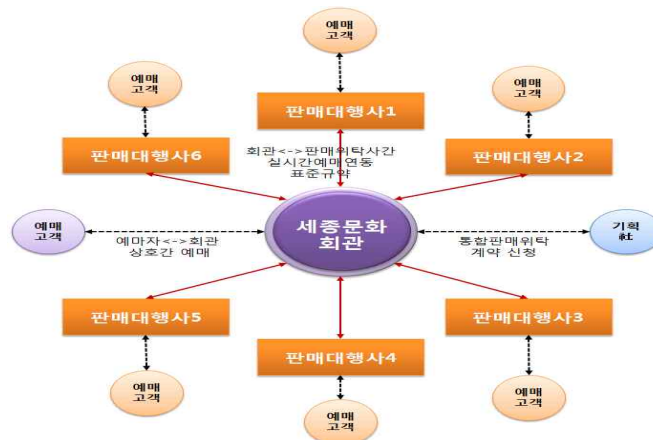 예매
고객
예매
고객
예매
고객
판매대행사1
판매대행사6
판매대행사2
회관<->판매위탁사간
실시간예매연동
표준규약
예매
고객
세종문화
회관
기획
社
예마자<->회관
상호간 예매
통합판매위탁
계약 신청
판매대행사5
판매대행사3
판매대행사4
예매
고객
예매
고객
예매
고객